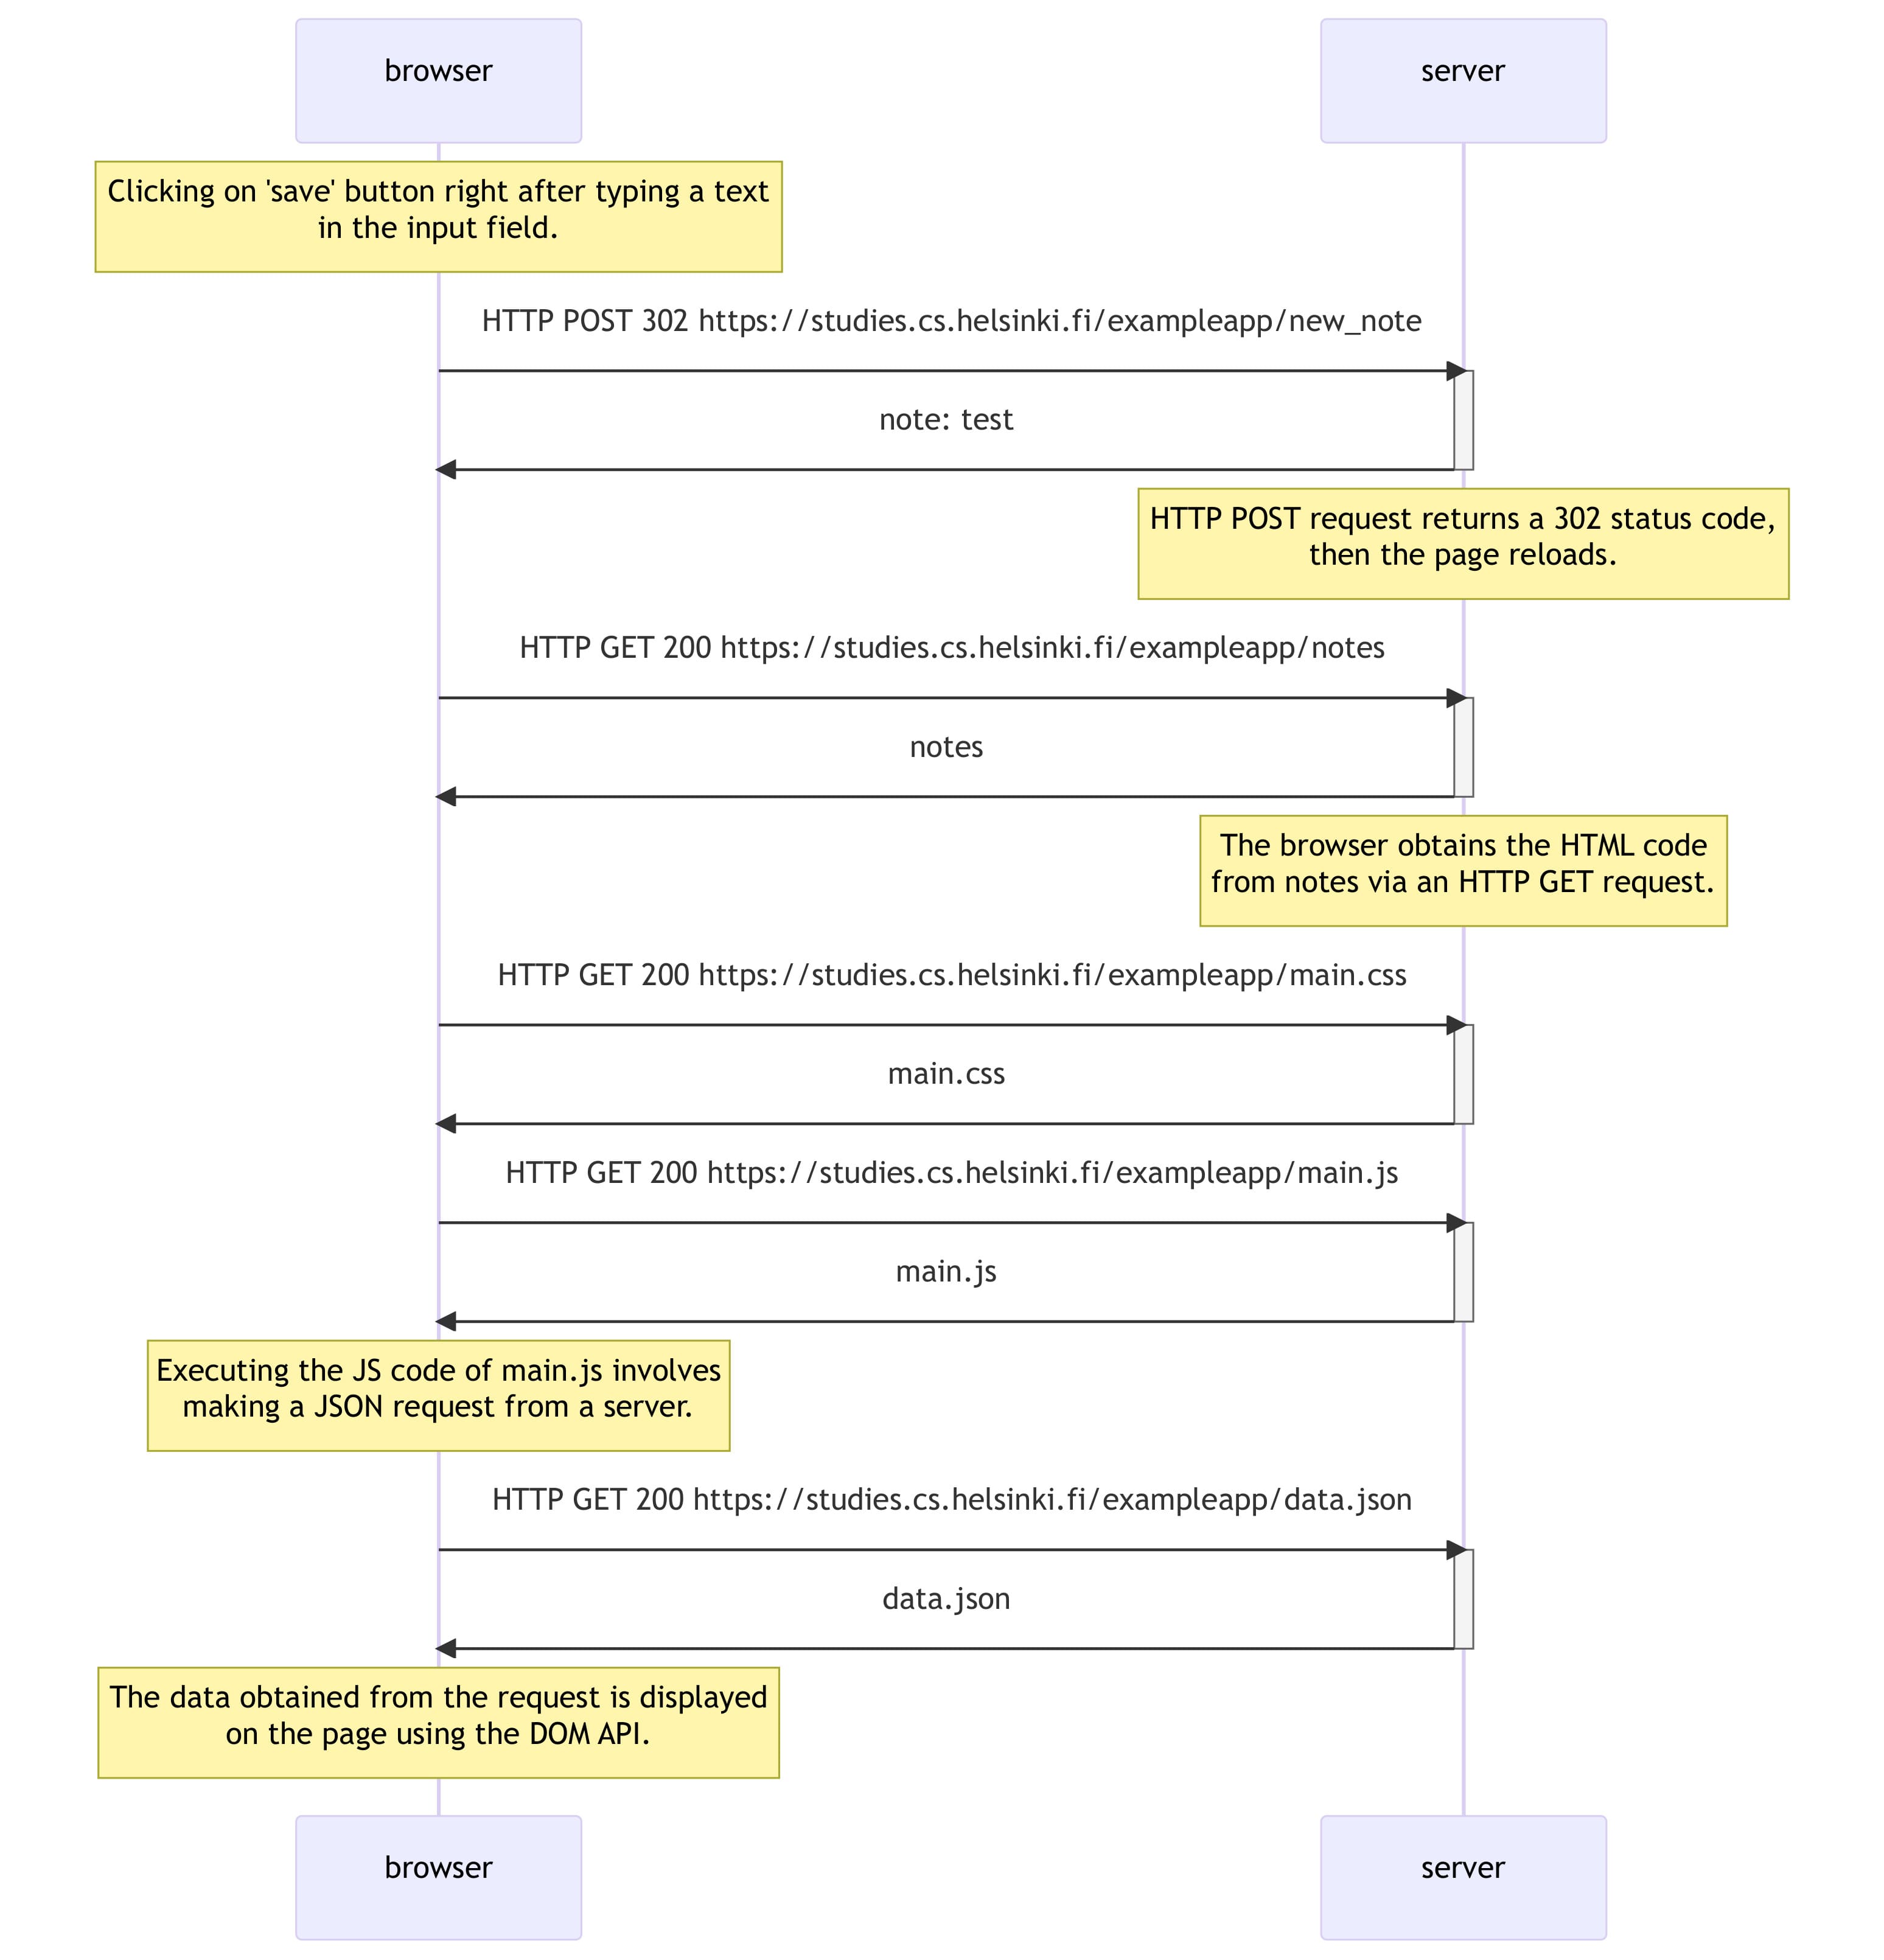 browser
server
Clicking on 'save' button right after typing a text
in the input field.
HTTP POST 302 https://studies.cs.helsinki.fi/exampleapp/new_note
note: test
HTTP POST request returns a 302 status code,
then the page reloads.
HTTP GET 200 https://studies.cs.helsinki.fi/exampleapp/notes
notes
The browser obtains the HTML code
from notes via an HTTP GET request.
HTTP GET 200 https://studies.cs.helsinki.fi/exampleapp/main.css
main.css
HTTP GET 200 https://studies.cs.helsinki.fi/exampleapp/main.js
main.js
Executing the JS code of main.js involves
making a JSON request from a server.
HTTP GET 200 https://studies.cs.helsinki.fi/exampleapp/data.json
data.json
The data obtained from the request is displayed
on the page using the DOM API.
browser
server